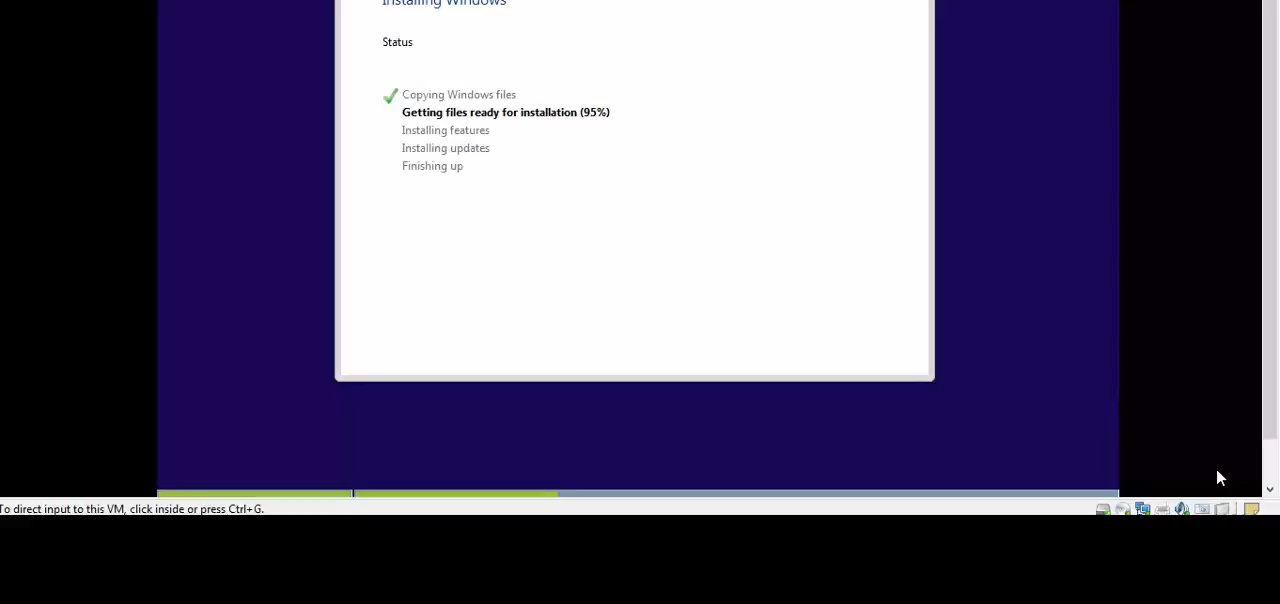 Installing Windows
Status
Copying Windows files
Getting files ready for installation (95%)
Installing features
Installing updates
Finishing up
To direct input to this VM, click inside or press Ctrl+G.